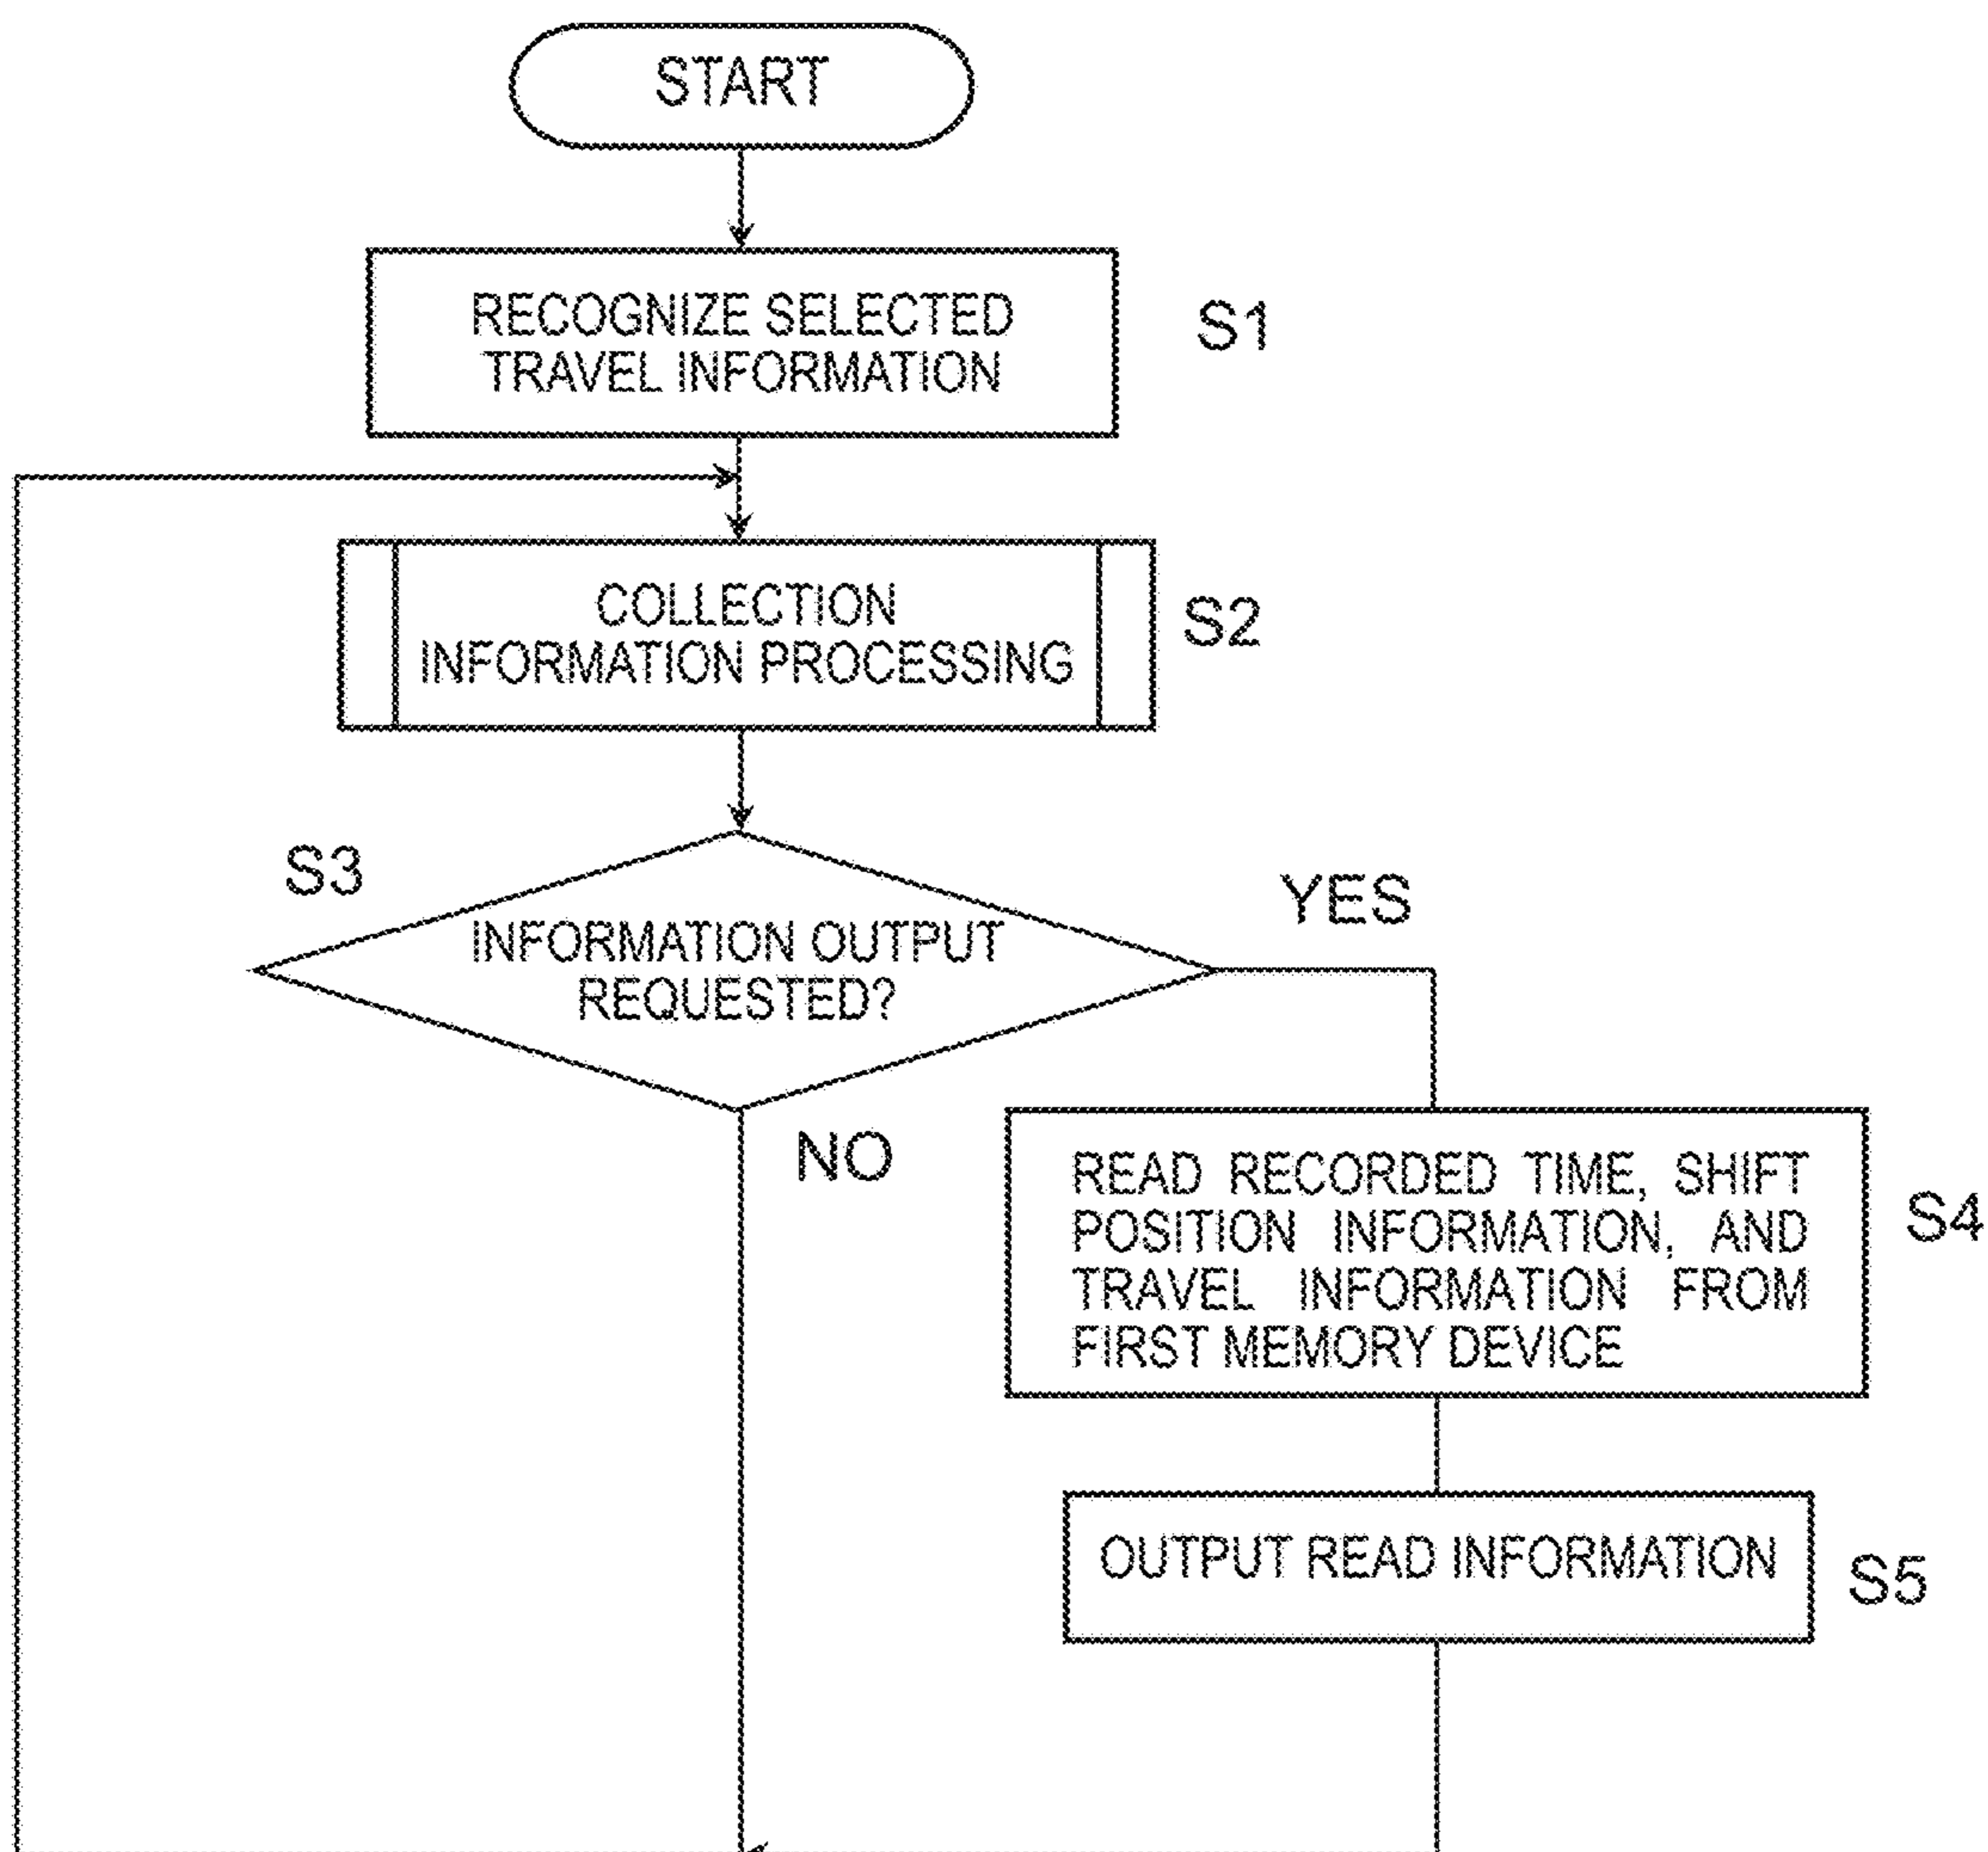 START
RECOGNIZE SELECTED
TRAVEL INFORMATION
S1
COLLECTION
INFORMATION PROCESSING
S2
S3
INFORMATION OUTPUT
REQUESTED?
YES
NO
READ RECORDED TIME, SHIFT
POSITION INFORMATION, AND
TRAVEL INFORMATION FROM
FIRST MEMORY DEVICE
S4
OUTPUT READ INFORMATION
S5